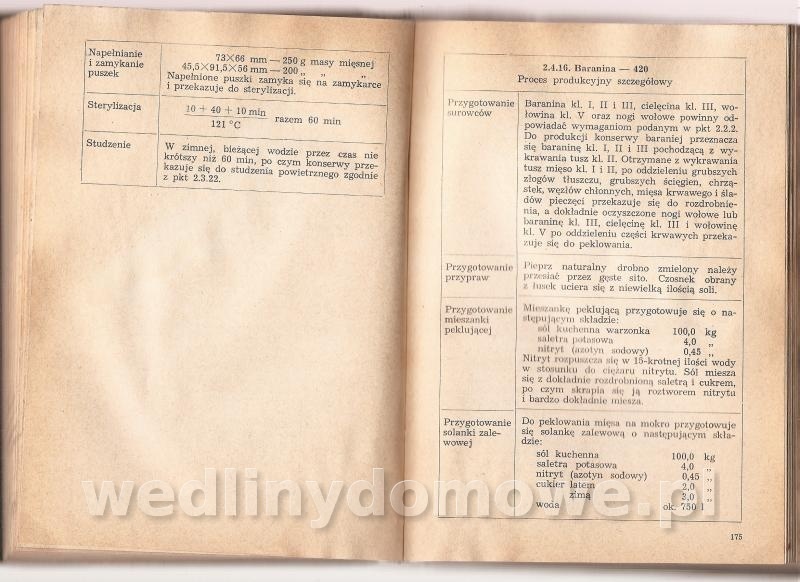 Napełnianie
i zamykanie
puszek
73×66 mm — 250 g masy mięsnej
45,5×91,5×56 mm — 200 „ „ „
Napełnione puszki zamyka się na zamykarce
i przekazuje do sterylizacji.
Sterylizacja
10 + 40 + 10 min
121 °C
razem 60 min
Studzenie
W zimnej, bieżącej wodzie przez czas nie
krótszy niż 60 min, po czym konserwy prze-
kazuje się do studzenia powietrznego zgodnie
z pkt 2.3.22.
2.4.16. Baranina — 420
Proces produkcyjny szczegółowy
Przygotowanie
surowców
Baranina kl. I, II i III, cielęcina kl. III, wo-
łowina kl. V oraz nogi wołowe powinny od-
powiadać wymaganiom podanym w pkt 2.2.2.
Do produkcji konserwy baraniej przeznacza
się baraninę kl. I, II i III pochodzącą z wy-
krawania tusz kl. II. Otrzymane z wykrawania
tusz mięso kl. I i II, po oddzieleniu grubszych
złogów tłuszczu, grubszych ścięgien, chrzą-
stek, węzłów chłonnych, mięsa krwawego i śla-
dów pieczęci przekazuje się do rozdrobnie-
nia, a dokładnie oczyszczone nogi wołowe lub
baraninę kl. III, cielęcinę kl. III i wołowinę
kl. V po oddzieleniu części krwawych przeka-
zuje się do peklowania.
Przygotowanie
przypraw
Pieprz naturalny drobno zmielony należy
przesiać przez gęste sito. Czosnek obrany
z łusek uciera się z niewielką ilością soli.
Przygotowanie
mieszanki
peklującej
Mieszankę peklującą przygotowuje się o na-
stępującym składzie:
sól kuchenna warzonka 100,0 kg
saletra potasowa 4,0 „
nitryt (azotyn sodowy) 0,45 „
Nitryt rozpuszcza się w 15-krotnej ilości wody
w stosunku do ciężaru nitrytu. Sól miesza
się z dokładnie rozdrobnioną saletrą i cukrem,
po czym skrapia się ją roztworem nitrytu
i bardzo dokładnie miesza.
Przygotowanie
solanki zale-
wowej
Do peklowania mięsa na mokro przygotowuje
się solankę zalewową o następującym skła-
dzie:
sól kuchenna 100,0 kg
saletra potasowa 4,0 „
nitryt (azotyn sodowy) 0,45 „
cukier latem 2,0 „
zimą 3,0 „
woda ok. 750 l
175
wedlinydomowe.pl